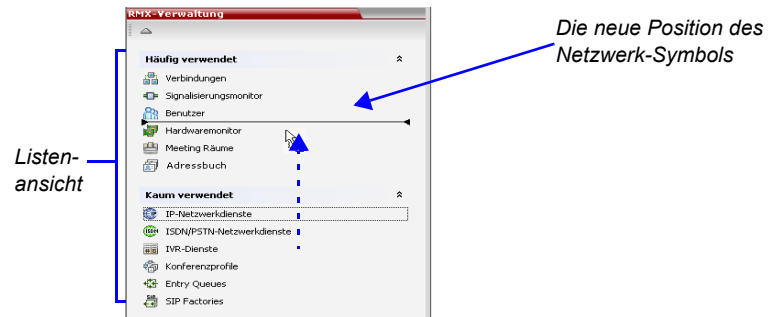 RMX-Verwaltung
Die neue Position des
Netzwerk-Symbols
Häufig verwendet
Verbindungen
Signalisierungsmonitor
Benutzer
Hardwaremonitor
Meeting Räume
Adressbuch
Listen-
ansicht
Kaum verwendet
IP-Netzwerkdienste
ISDN/PSTN-Netzwerkdienste
IVR-Dienste
Konferenzprofile
Entry Queues
SIP Factories